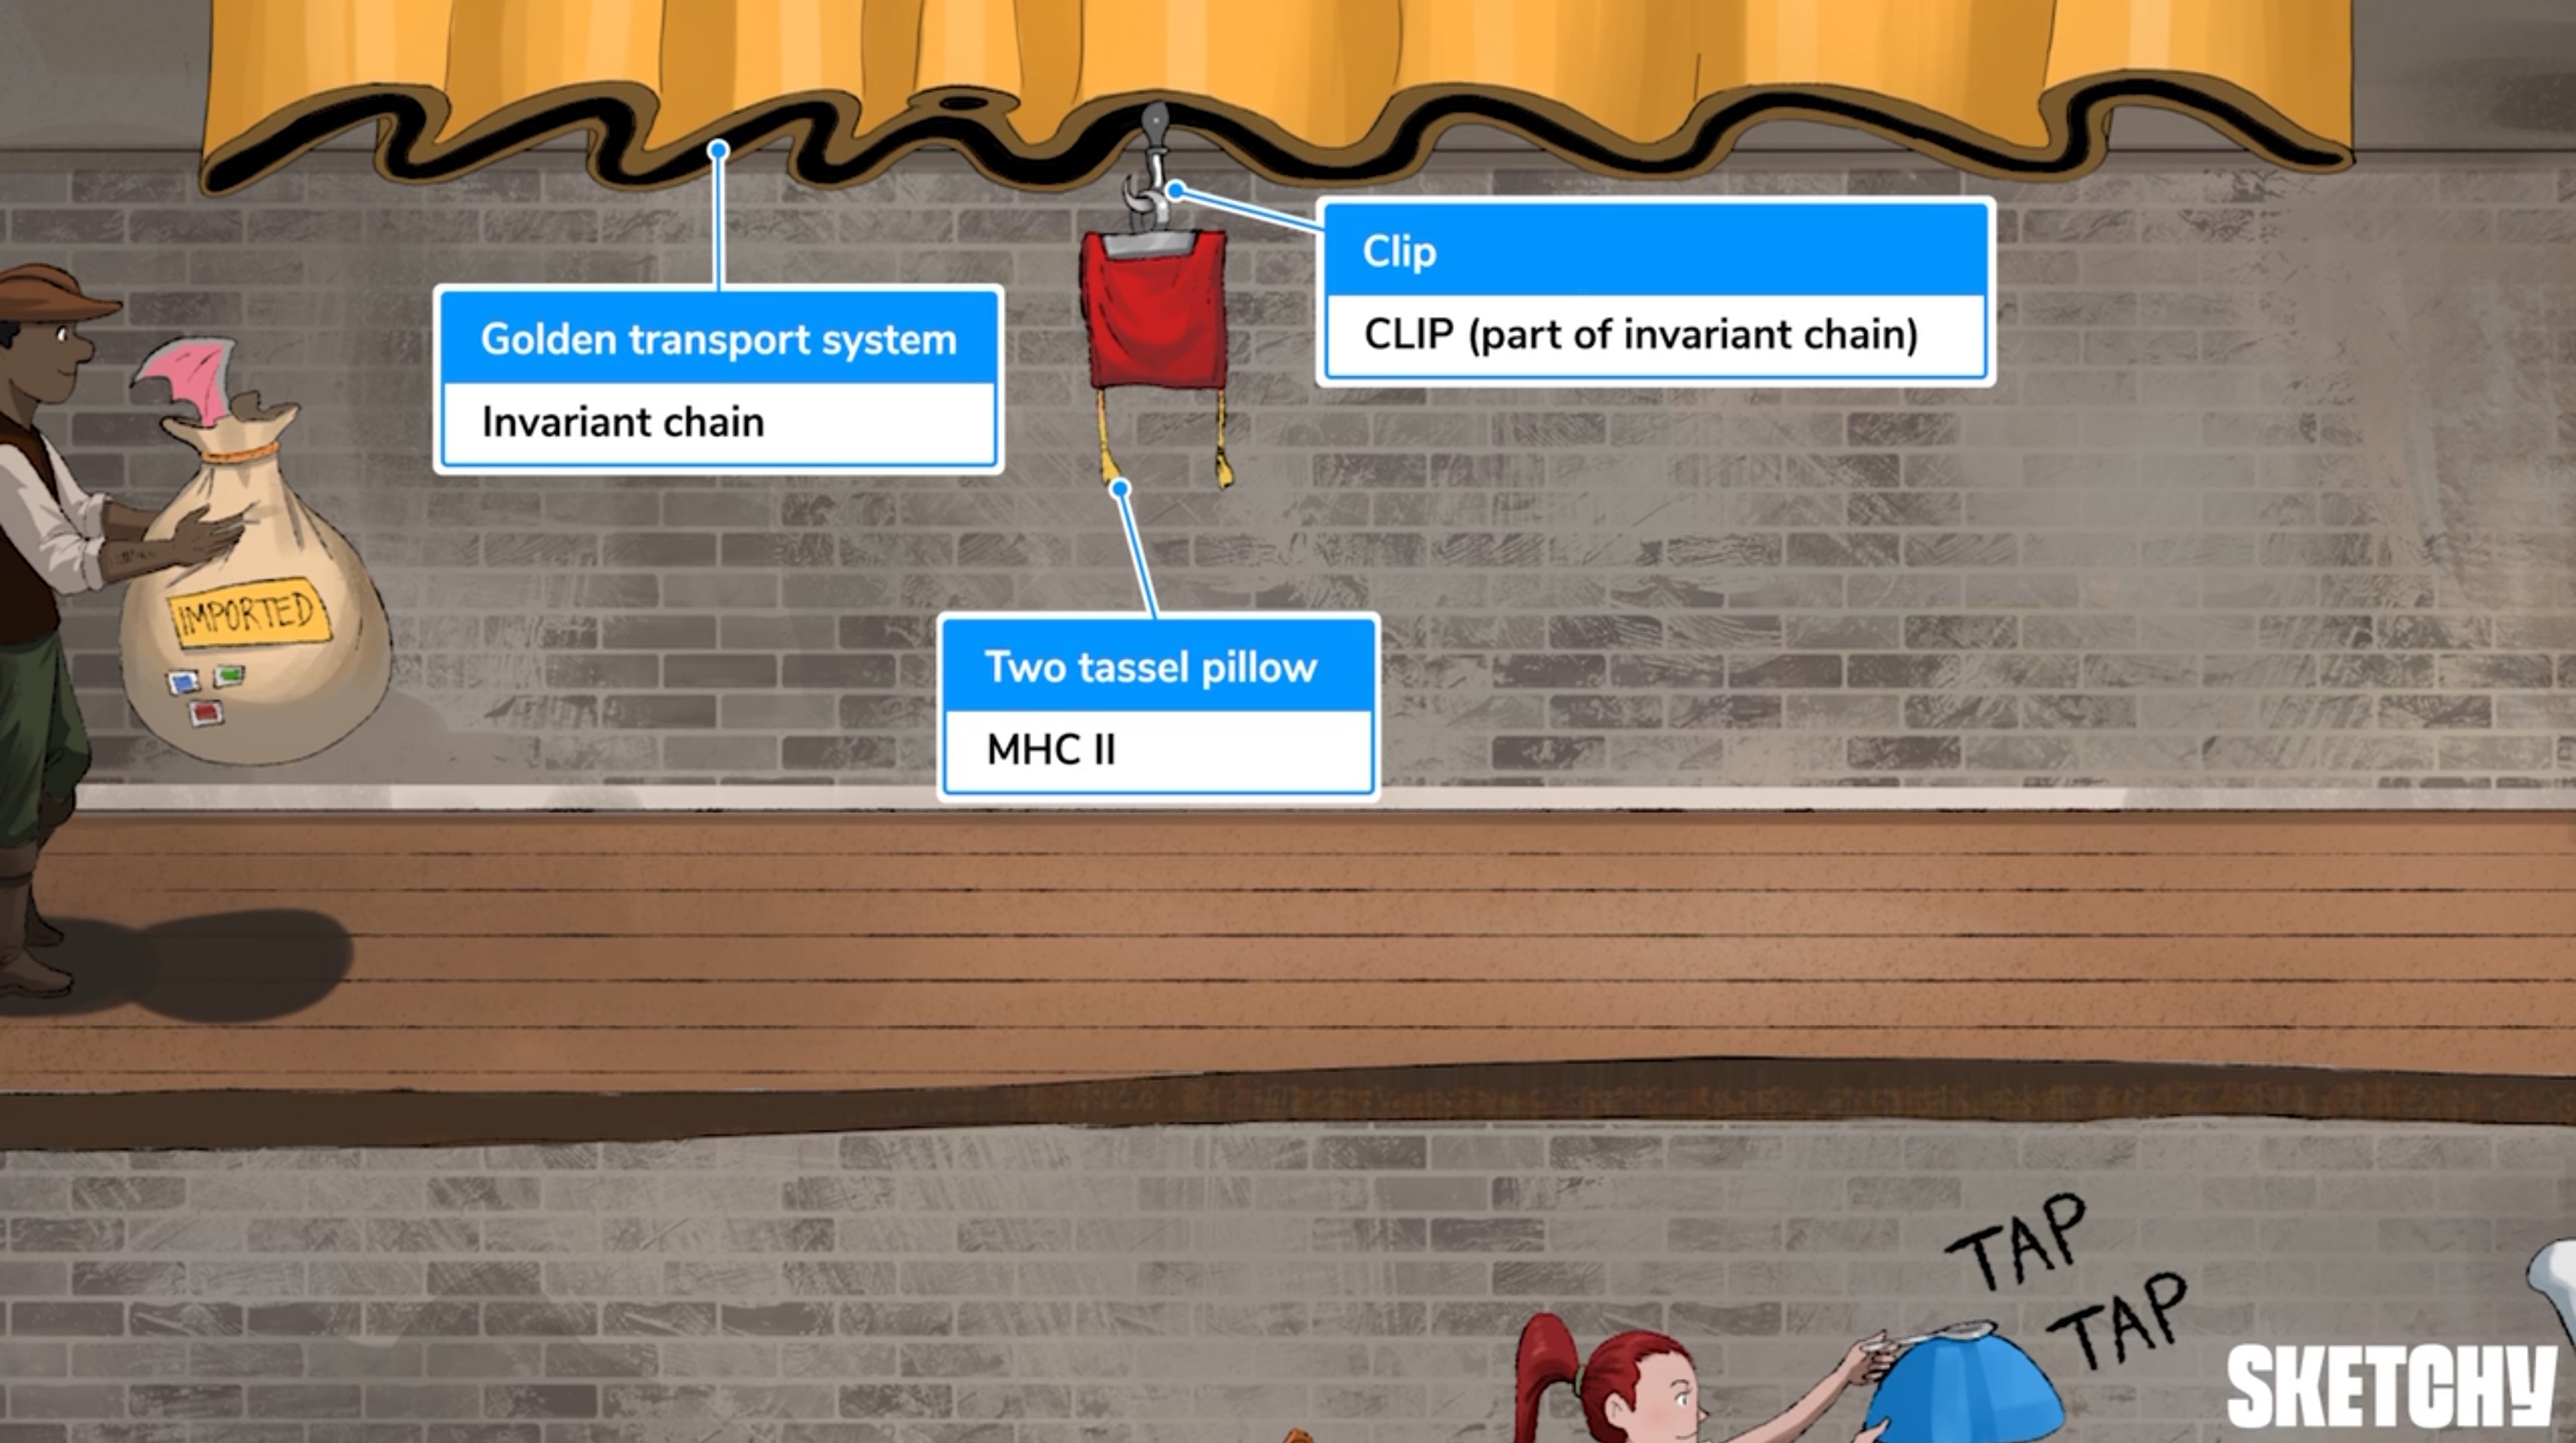 Clip
CLIP (part of invariant chain)
Golden transport system
Invariant chain
IMPORTED
Two tassel pillow
MHC II
TAP
TAP
SKETCHY